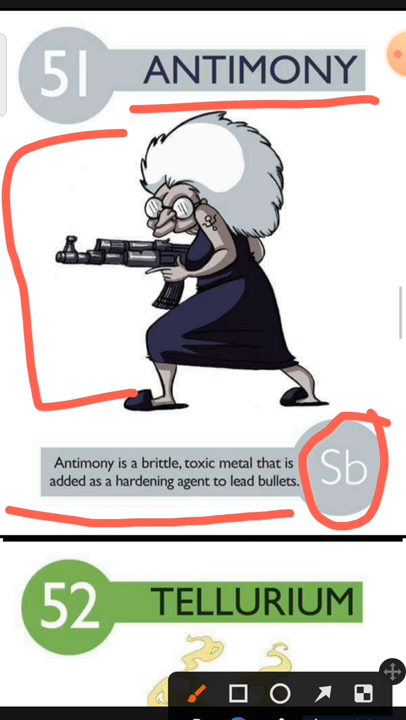 51 ANTIMONY
Antimony is a brittle, toxic metal that is
added as a hardening agent to lead bullets.
Sb
52 TELLURIUM